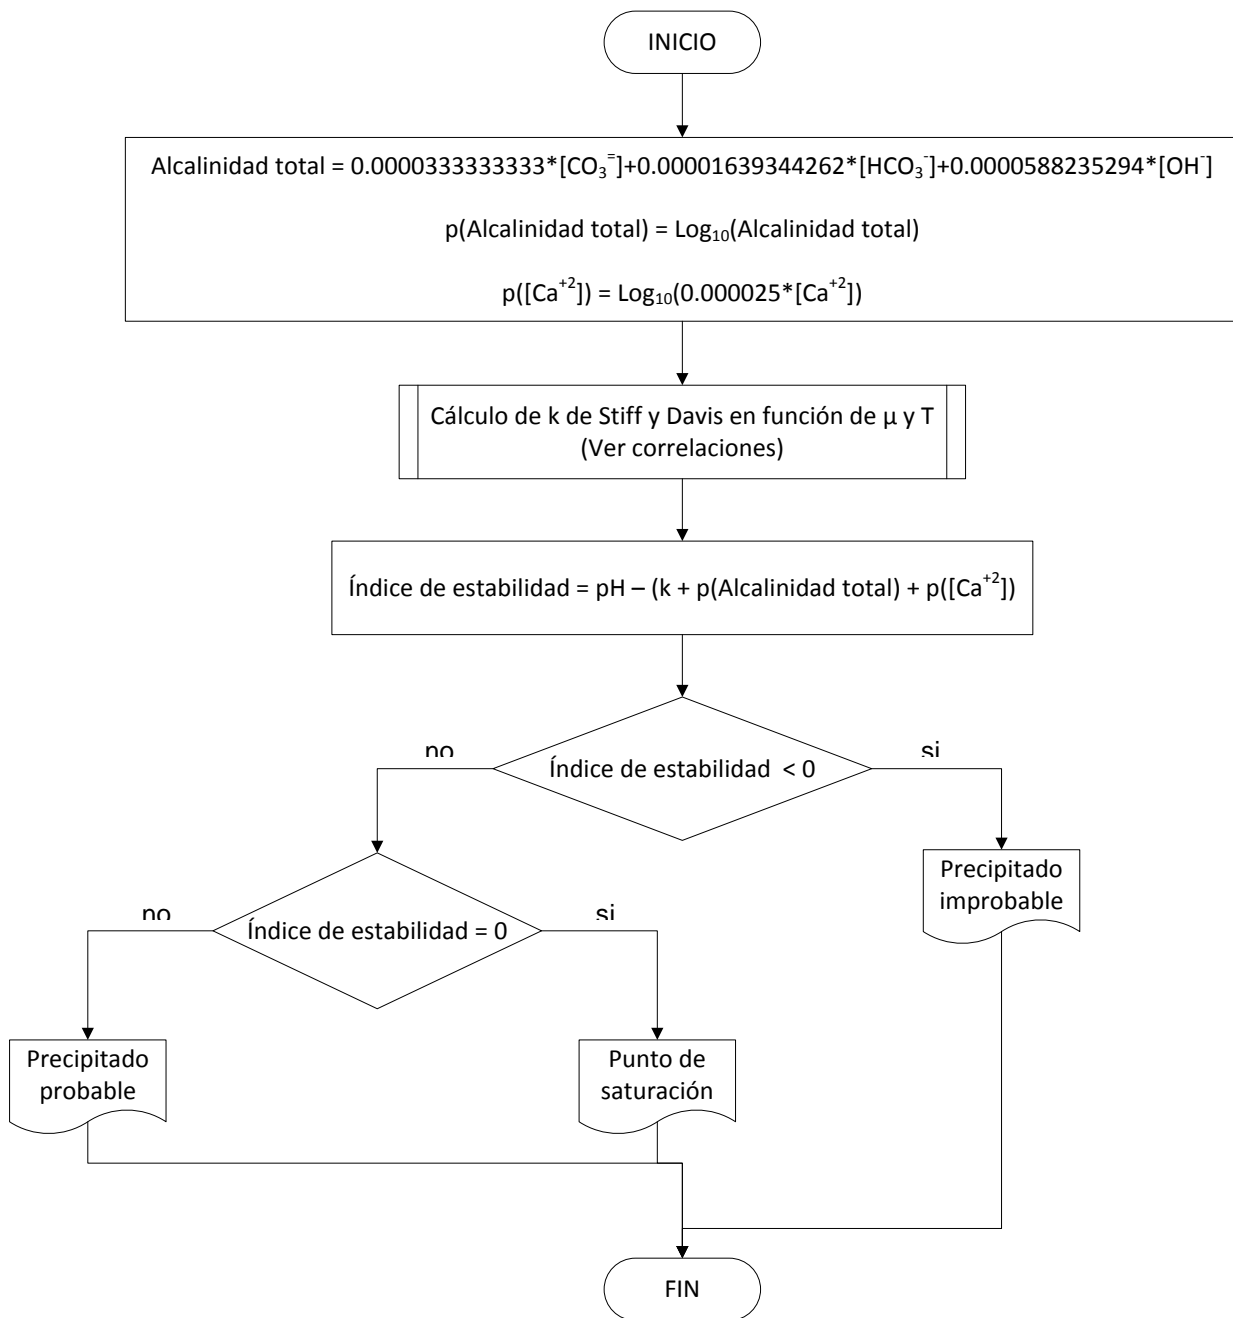 INICIO
Alcalinidad total = 0.0000333333333*[CO₃⁼]+0.00001639344262*[HCO₃⁻]+0.0000588235294*[OH⁻]
p(Alcalinidad total) = Log₁₀(Alcalinidad total)
p([Ca⁺²]) = Log₁₀(0.000025*[Ca⁺²])
Cálculo de k de Stiff y Davis en función de µ y T
(Ver correlaciones)
Índice de estabilidad = pH – (k + p(Alcalinidad total) + p([Ca⁺²])
no
si
Índice de estabilidad < 0
Precipitado
improbable
no
si
Índice de estabilidad = 0
Precipitado
probable
Punto de
saturación
FIN